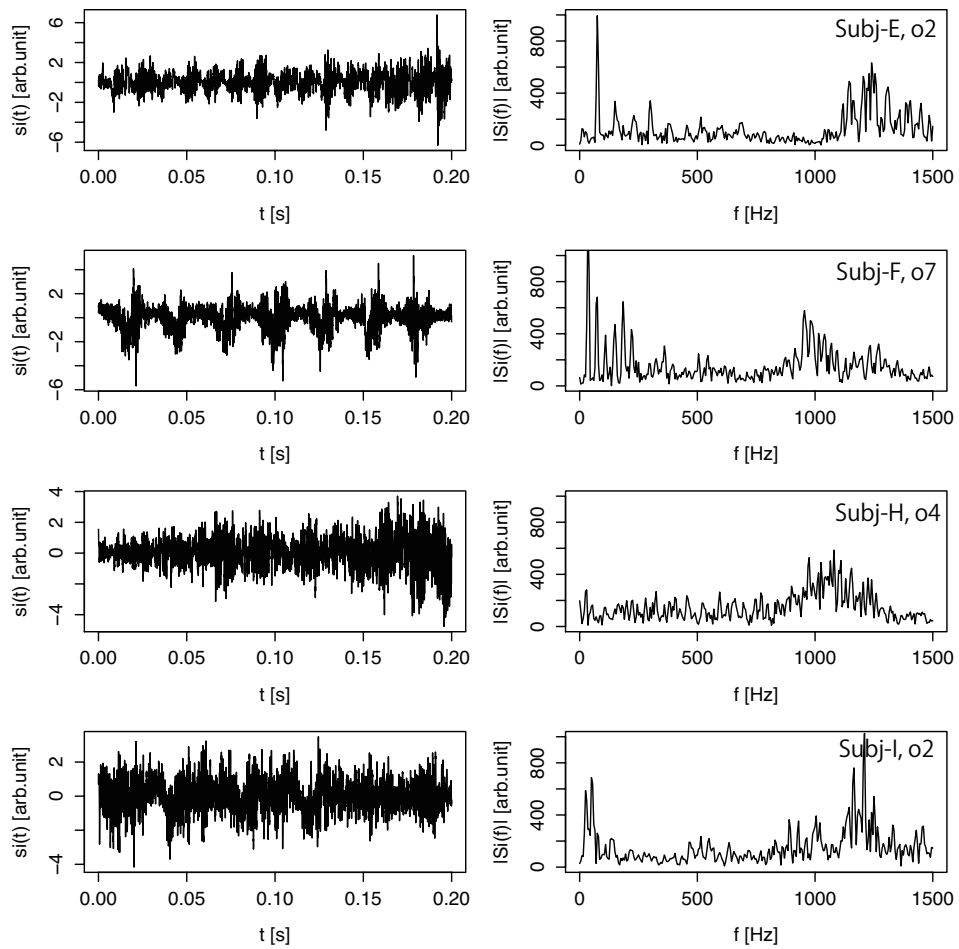 6
2
−2
6
si(t) [arb.unit]
0.00 0.05 0.10 0.15 0.20
t [s]
Subj-E, o2
800
400
0
|Si(f)| [arb.unit]
0 500 1000 1500
f [Hz]
2
−2
−6
si(t) [arb.unit]
0.00 0.05 0.10 0.15 0.20
t [s]
Subj-F, o7
800
400
0
|Si(f)| [arb.unit]
0 500 1000 1500
f [Hz]
4
2
0
−4
si(t) [arb.unit]
0.00 0.05 0.10 0.15 0.20
t [s]
Subj-H, o4
800
400
0
|Si(f)| [arb.unit]
0 500 1000 1500
f [Hz]
2
0
−4
si(t) [arb.unit]
0.00 0.05 0.10 0.15 0.20
t [s]
Subj-I, o2
800
400
0
|Si(f)| [arb.unit]
0 500 1000 1500
f [Hz]